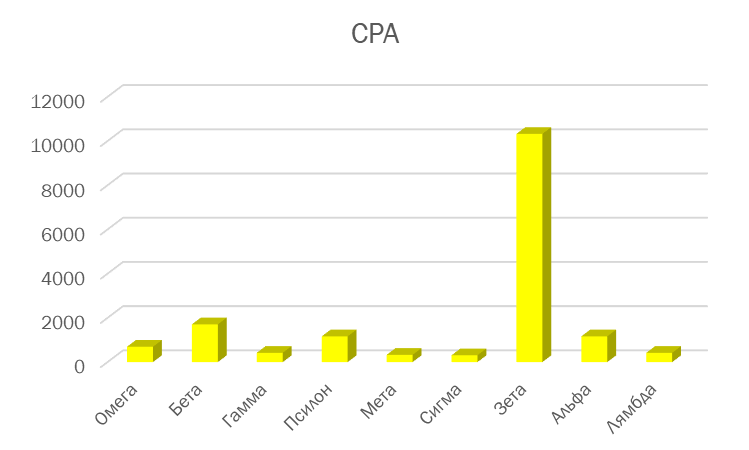 CPA
12000
10000
8000
6000
4000
2000
0
Омега
Бета
Гамма
Псилон
Мета
Сигма
Зета
Альфа
Лямбда